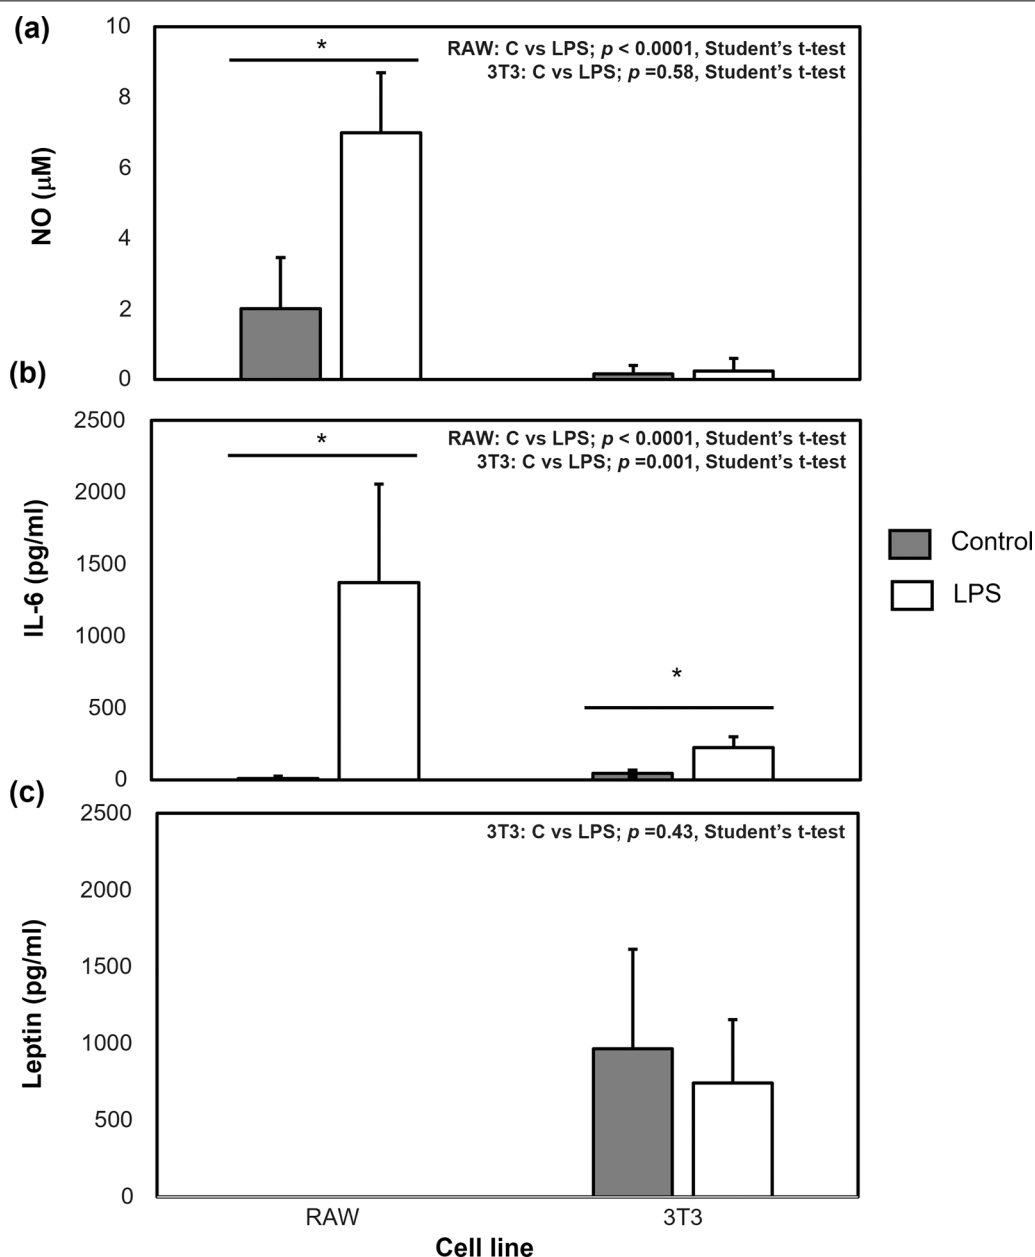 (a)
10
8
6
4
2
0
NO (μM)
*
RAW: C vs LPS; p < 0.0001, Student’s t-test
3T3: C vs LPS; p =0.58, Student’s t-test
(b)
2500
2000
1500
1000
500
0
IL-6 (pg/ml)
*
RAW: C vs LPS; p < 0.0001, Student’s t-test
3T3: C vs LPS; p =0.001, Student’s t-test
*
Control
LPS
(c)
2500
2000
1500
1000
500
0
Leptin (pg/ml)
3T3: C vs LPS; p =0.43, Student’s t-test
RAW
3T3
Cell line